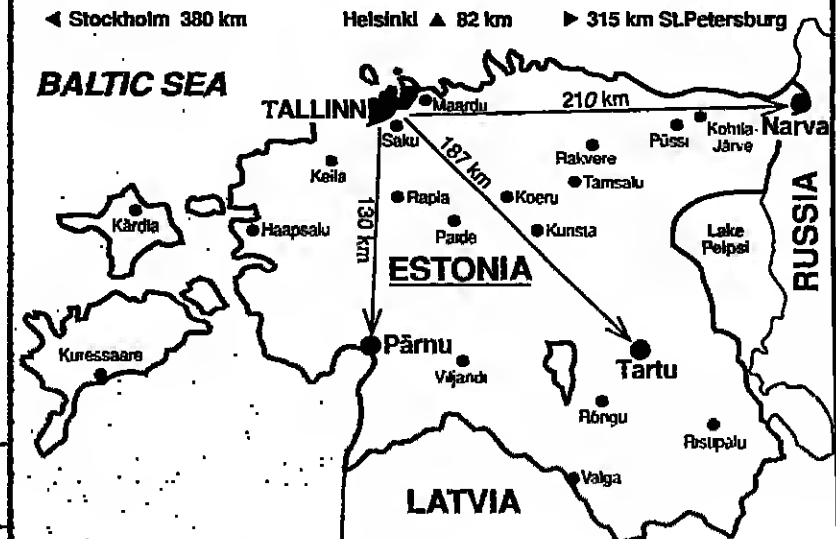 ◄ Stockholm 380 km
Helsinki ▲ 82 km
► 315 km St.Petersburg
BALTIC SEA
TALLINN
Maardu
210 km
Narva
Saku
Püssi
Kohtla-
Järve
187 km
Rakvere
Keila
Tamsalu
RUSSIA
Rapla
Koeru
130 km
Kärdla
Haapsalu
Paide
Kunsta
Lake
Peipsi
ESTONIA
Pärnu
Kuressaare
Viljandi
Tartu
Rõngu
Ristipalu
Valga
LATVIA